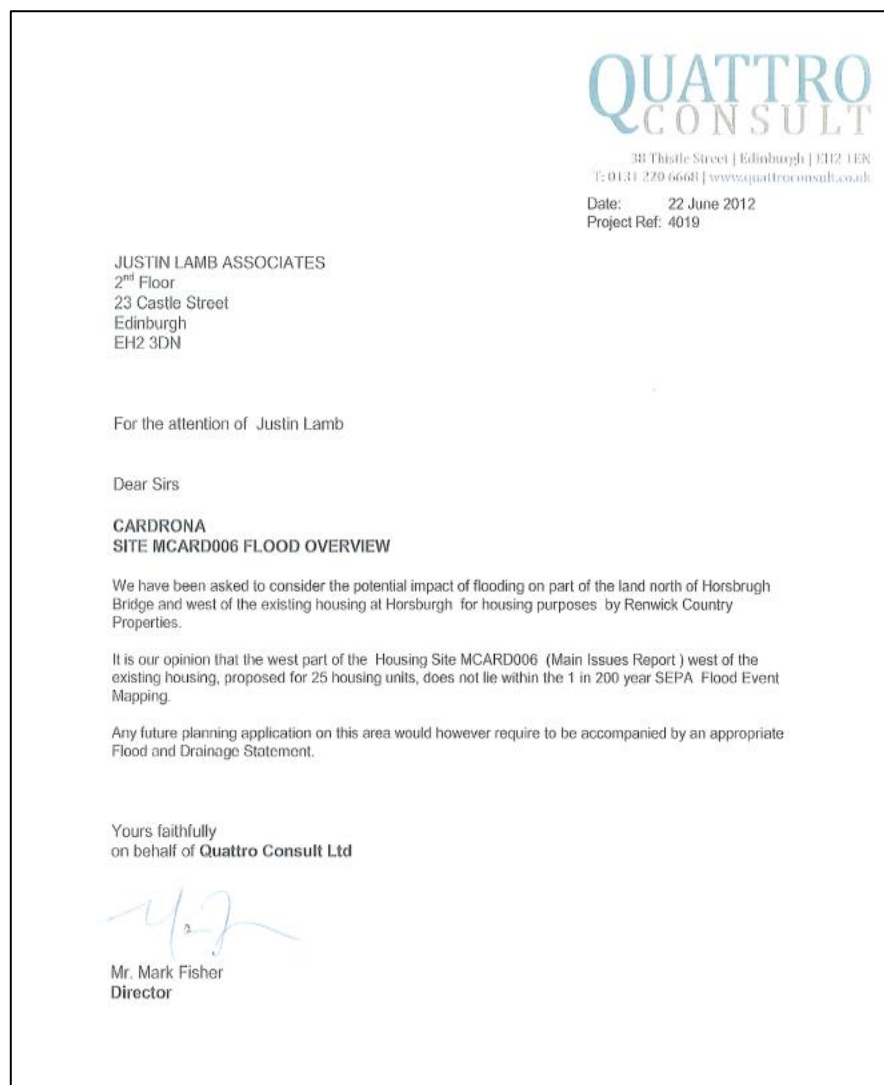 QUATTRO
CONSULT
38 Thistle Street | Edinburgh | EH2 1EN
T: 0131 220 6668 | www.quattroconsult.co.uk
Date: 22 June 2012
Project Ref: 4019
JUSTIN LAMB ASSOCIATES
2nd Floor
23 Castle Street
Edinburgh
EH2 3DN
For the attention of Justin Lamb
Dear Sirs
CARDRONA
SITE MCARD006 FLOOD OVERVIEW
We have been asked to consider the potential impact of flooding on part of the land north of Horsbrugh
Bridge and west of the existing housing at Horsburgh for housing purposes by Renwick Country
Properties.
It is our opinion that the west part of the Housing Site MCARD006 (Main Issues Report ) west of the
existing housing, proposed for 25 housing units, does not lie within the 1 in 200 year SEPA Flood Event
Mapping.
Any future planning application on this area would however require to be accompanied by an appropriate
Flood and Drainage Statement.
Yours faithfully
on behalf of Quattro Consult Ltd
Mr. Mark Fisher
Director